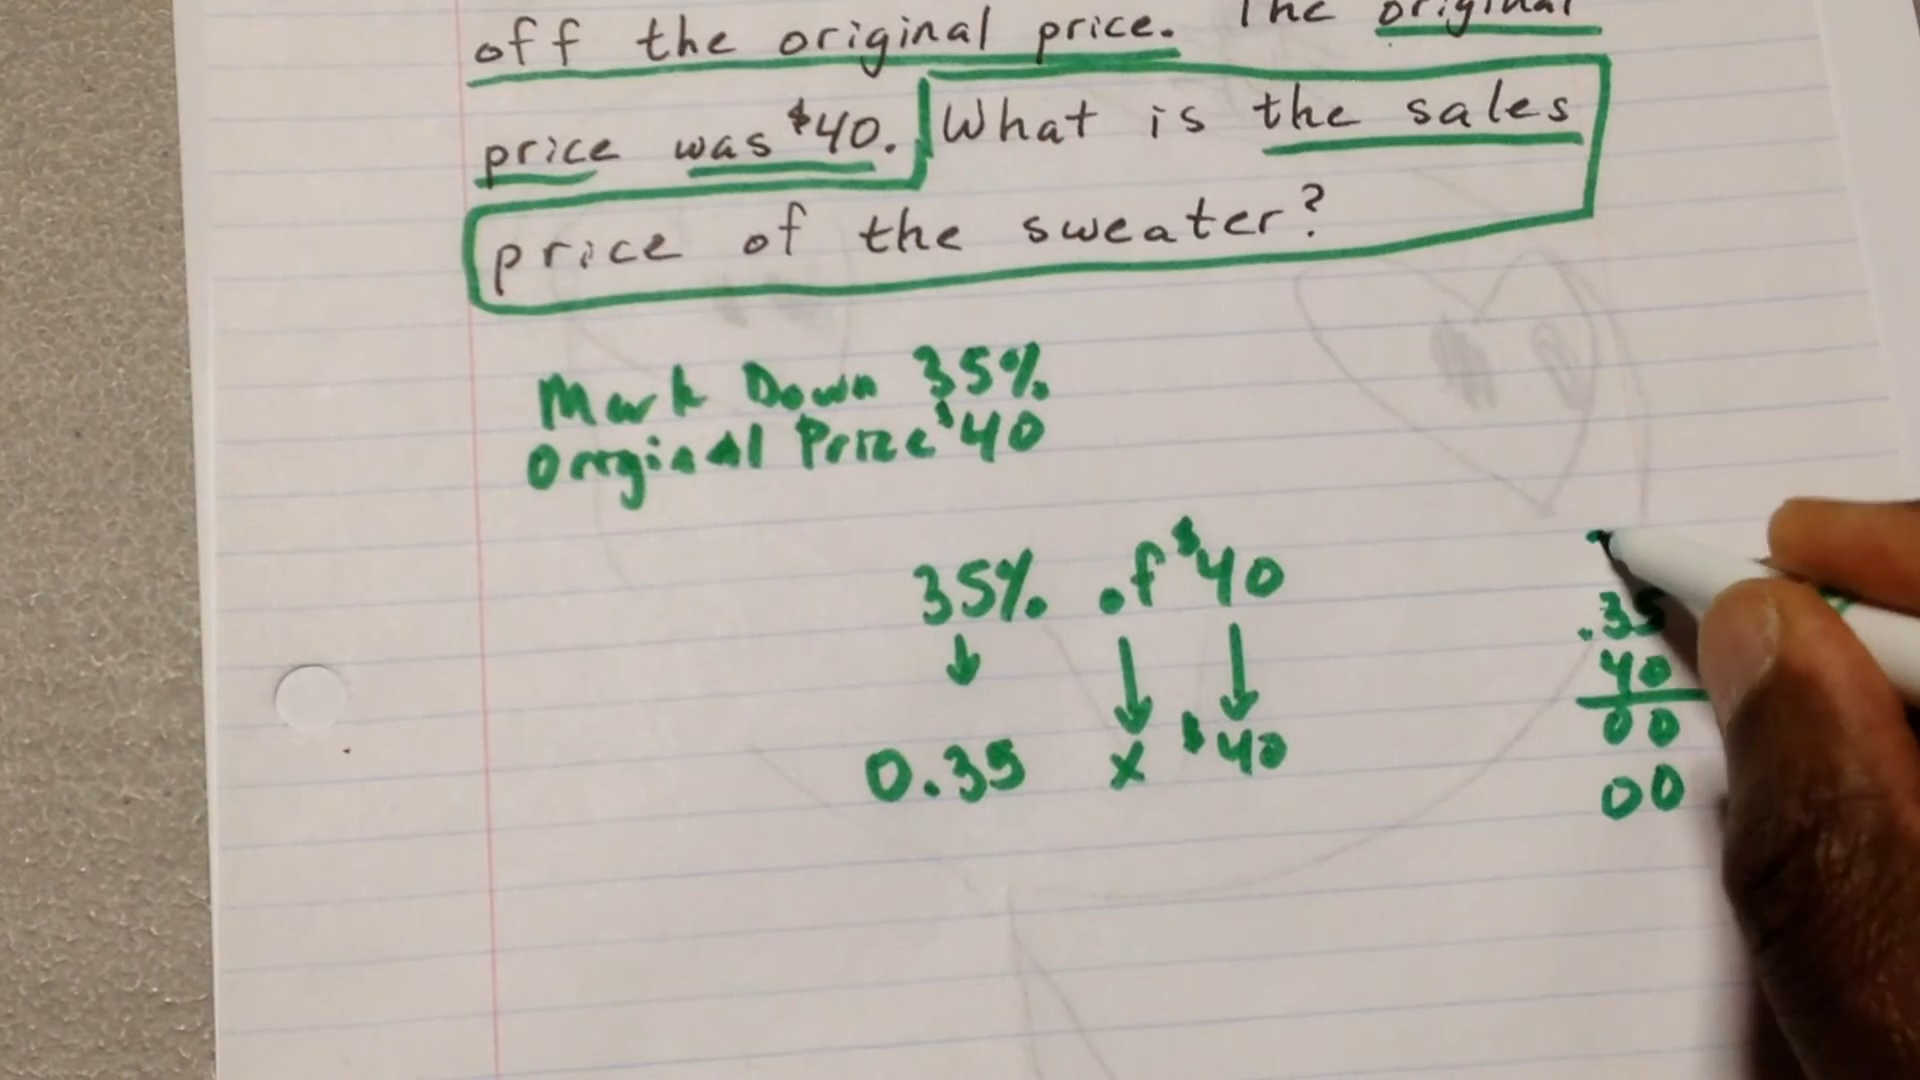 off the original price. The original
price was $40. What is the sales
price of the sweater?
Mark Down 35%
Original Prize $40
35% of $40
0.35 x $40
.35
40
00
00